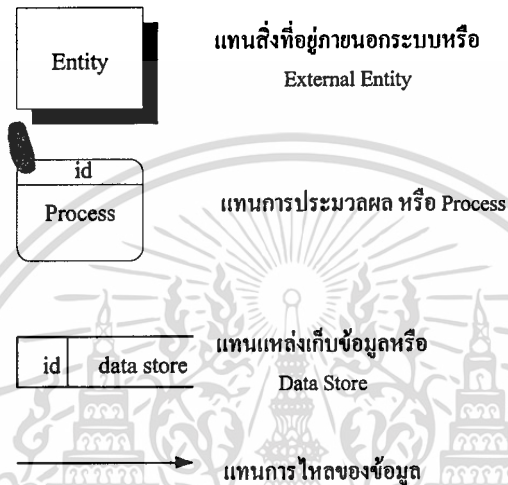 Entity
แทนสิ่งที่อยู่ภายนอกระบบหรือ
External Entity
id
Process
แทนการประมวลผล หรือ Process
id data store
แทนแหล่งเก็บข้อมูลหรือ
Data Store
แทนการไหลของข้อมูล